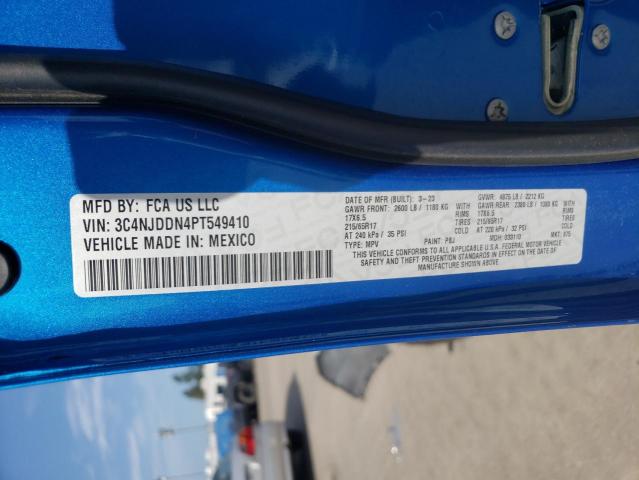 MFD BY: FCA US LLC
VIN: 3C4NJDDN4PT549410
VEHICLE MADE IN: MEXICO
DATE OF MFR (BUILT): 3-23
GVWR: 4876 LB / 2212 KG
GAWR FRONT: 2600 LB / 1180 KG
GAWR REAR: 2380 LB / 1080 KG
17X6.5
17X6.5
RIMS
215/65R17
TIRES
215/65R17
TIRES
AT 240 kPa / 35 PSI
COLD
AT 220 kPa / 32 PSI
COLD
TYPE: MPV
PAINT: PBJ
MDH: 030110
MKT:
THIS VEHICLE CONFORMS TO ALL APPLICABLE U.S.A. FEDERAL MOTOR VEHICLE
SAFETY AND THEFT PREVENTION STANDARDS IN EFFECT ON THE DATE OF
MANUFACTURE SHOWN ABOVE